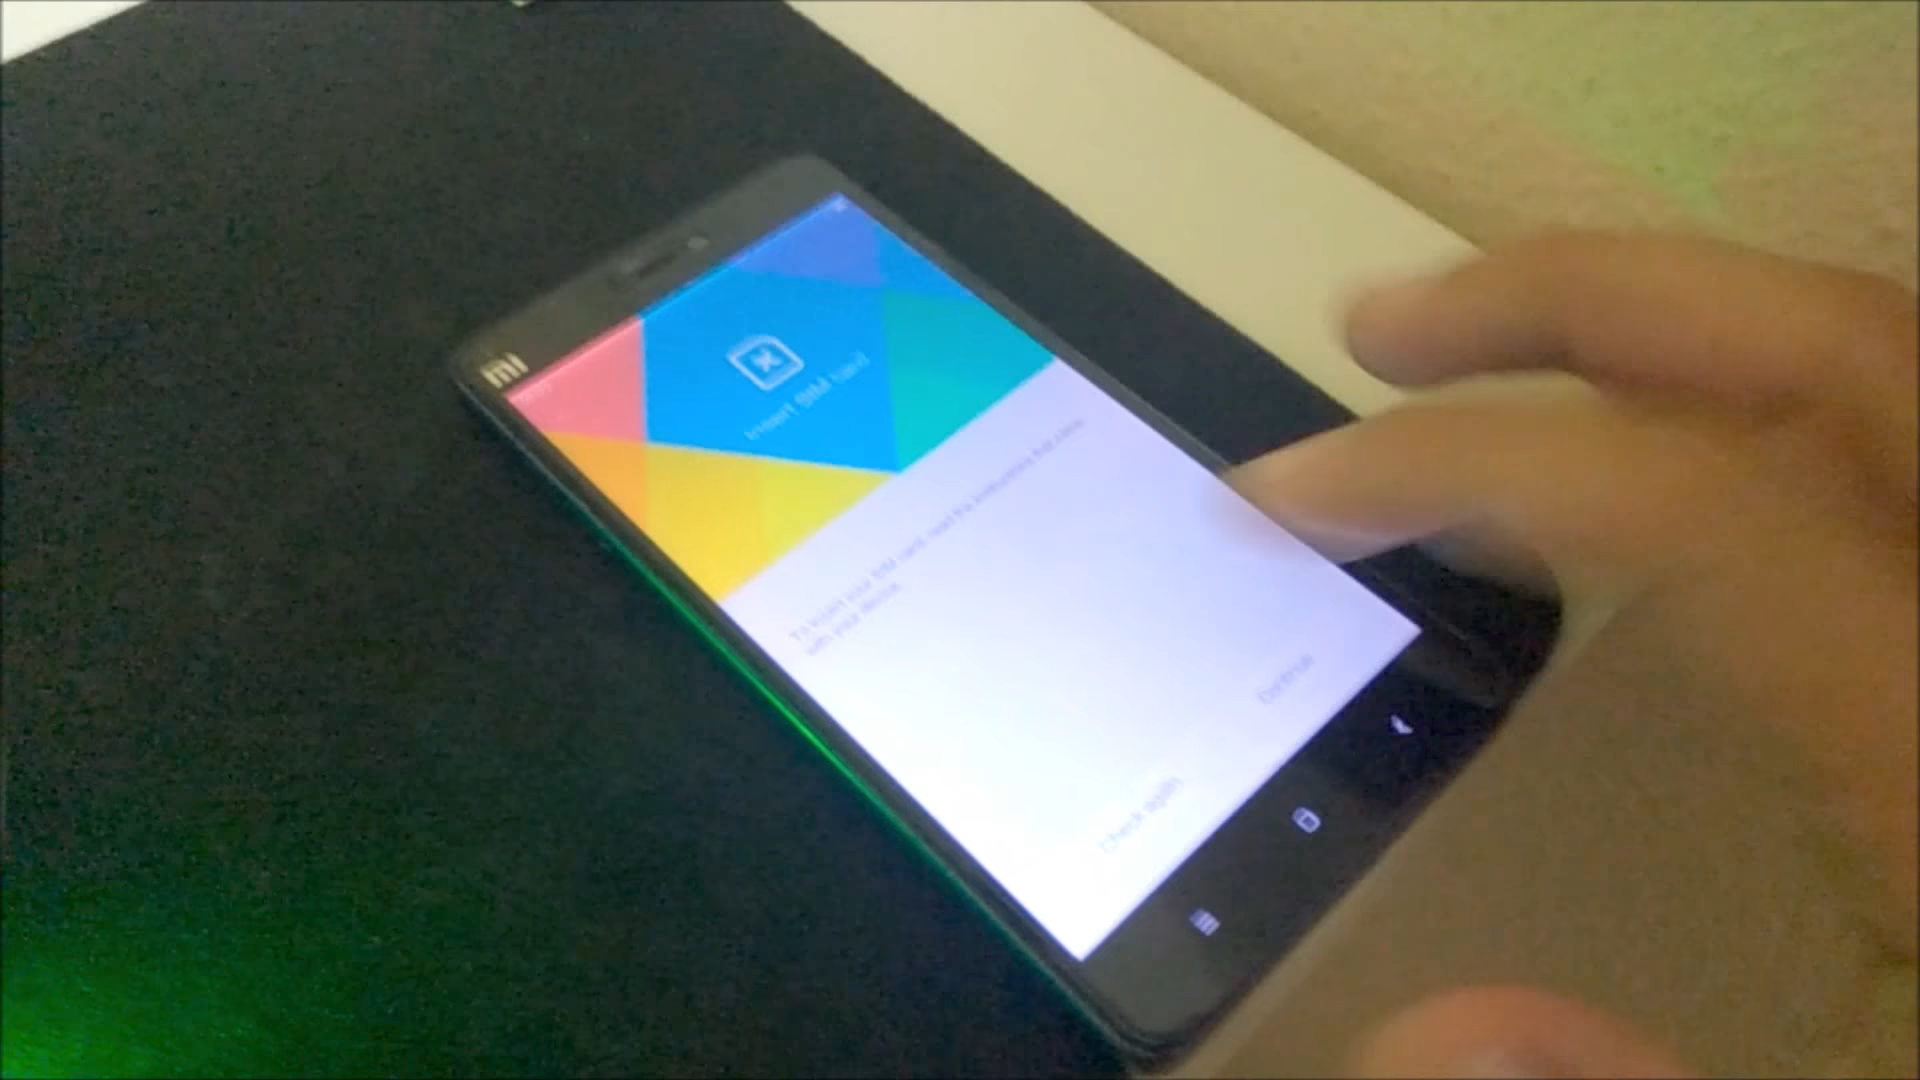 mi
Insert SIM card
To insert your SIM card, read the instructions that came
with your device.
Continue
Check again